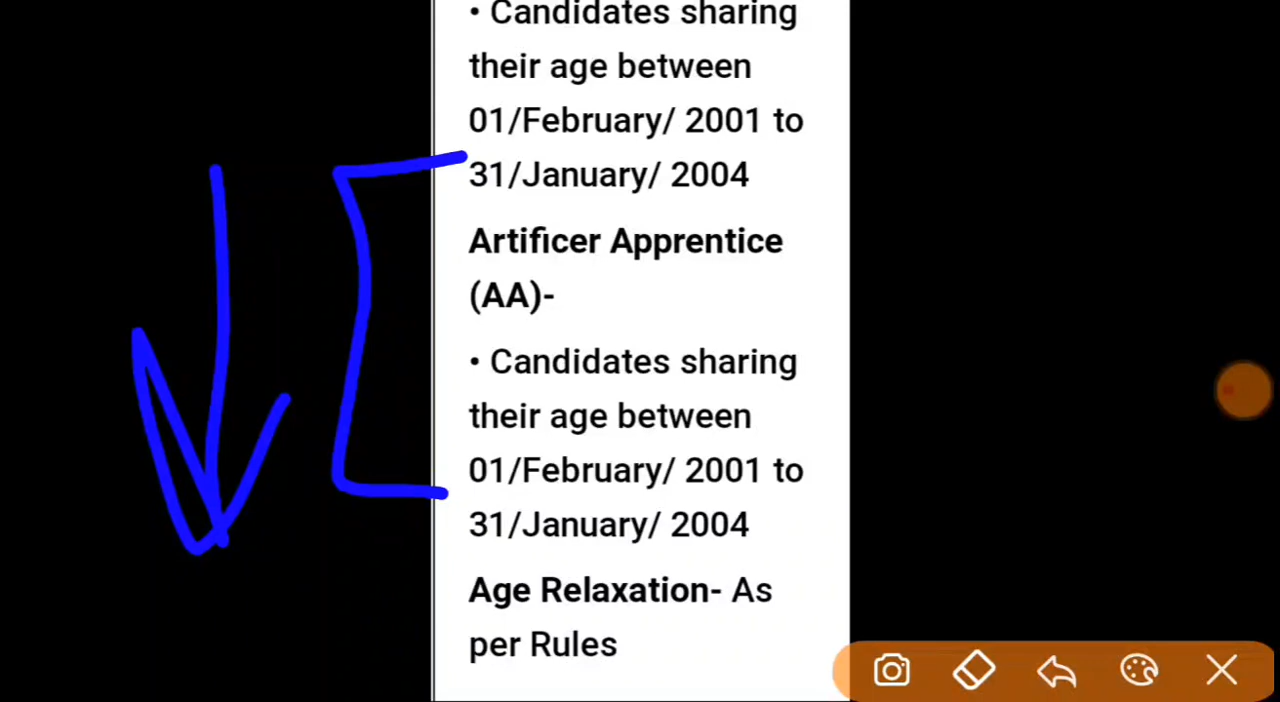 • Candidates sharing
their age between
01/February/ 2001 to
31/January/ 2004
Artificer Apprentice
(AA)-
• Candidates sharing
their age between
01/February/ 2001 to
31/January/ 2004
Age Relaxation- As
per Rules